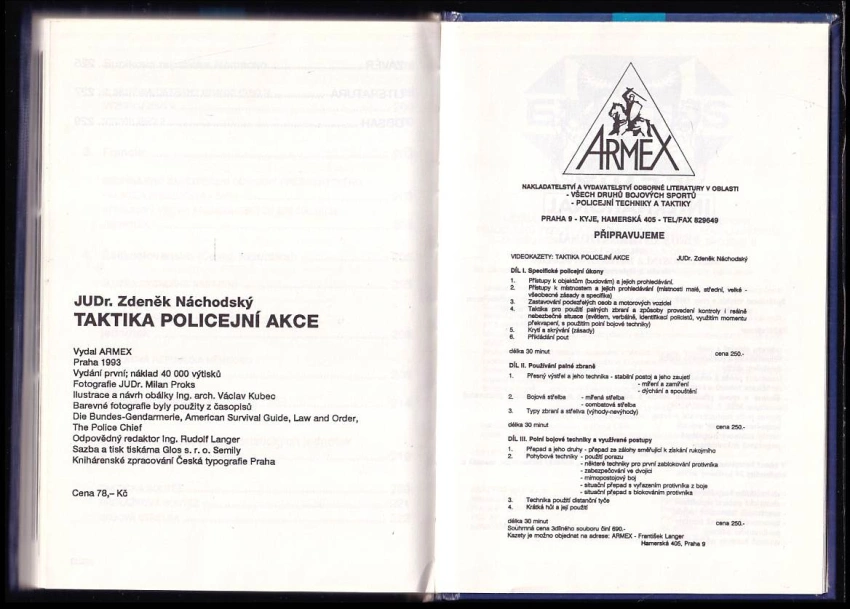 JUDr. Zdeněk Náchodský
TAKTIKA POLICEJNÍ AKCE
Vydal ARMEX
Praha 1993
Vydání první; náklad 40 000 výtisků
Fotografie JUDr. Milan Proks
Ilustrace a návrh obálky Ing. arch. Václav Kubec
Barevné fotografie byly použity z časopisů
Die Bundes-Gendarmerie, American Survival Guide, Law and Order,
The Police Chief
Odpovědný redaktor Ing. Rudolf Langer
Sazba a tisk tiskárna Glos s. r. o. Semily
Knihárenské zpracování Česká typografie Praha
Cena 78,– Kč
ARMEX
NAKLADATELSTVÍ A VYDAVATELSTVÍ ODBORNÉ LITERATURY V OBLASTI
- VŠECH DRUHŮ BOJOVÝCH SPORTŮ
- POLICEJNÍ TECHNIKY A TAKTIKY
PRAHA 9 - KYJE, HAMERSKÁ 405 - TEL/FAX 829649
PŘIPRAVUJEME
VIDEOKAZETY: TAKTIKA POLICEJNÍ AKCE JUDr. Zdeněk Náchodský
DÍL I. Specifické policejní úkony
1. Přístupy k objektům (budovám) a jejich prohledávání.
2. Přístupy k místnostem a jejich prohledávání (místnosti malé, střední, velké -
všeobecné zásady a specifika)
3. Zastavování podezřelých osob a motorových vozidel
4. Taktika pro použití palných zbraní a způsoby provedení kontroly i reálně
nebezpečné situace (světlem, verbálně, identifikací policistů, využitím momentu
překvapení, s použitím polní bojové techniky)
5. Krytí a skrývání (zásady)
6. Přikládání pout
délka 30 minut cena 250.-
DÍL II. Používání palné zbraně
1. Přesný výstřel a jeho technika - stabilní postoj a jeho zaujetí
- míření a zamíření
- dýchání a spouštění
2. Bojová střelba - mířená střelba
- combatová střelba
3. Typy zbraní a střeliva (výhody-nevýhody)
délka 30 minut cena 250.-
DÍL III. Polní bojové techniky a využívané postupy
1. Přepad a jeho druhy - přepad ze zálohy směřující k získání rukojmího
2. Pohybové techniky - použití porazu
- některé techniky pro první zablokování protivníka
- zabezpečování ve dvojici
- mimopostojový boj
- situační přepad s vyřazením protivníka z boje
- situační přepad s blokováním protivníka
3. Technika použití distanční tyče
4. Krátká hůl a její použití
délka 30 minut cena 250.-
Souhrnná cena 3dílného souboru činí 690.-
Kazety je možno objednat na adrese: ARMEX - František Langer
Hamerská 405, Praha 9